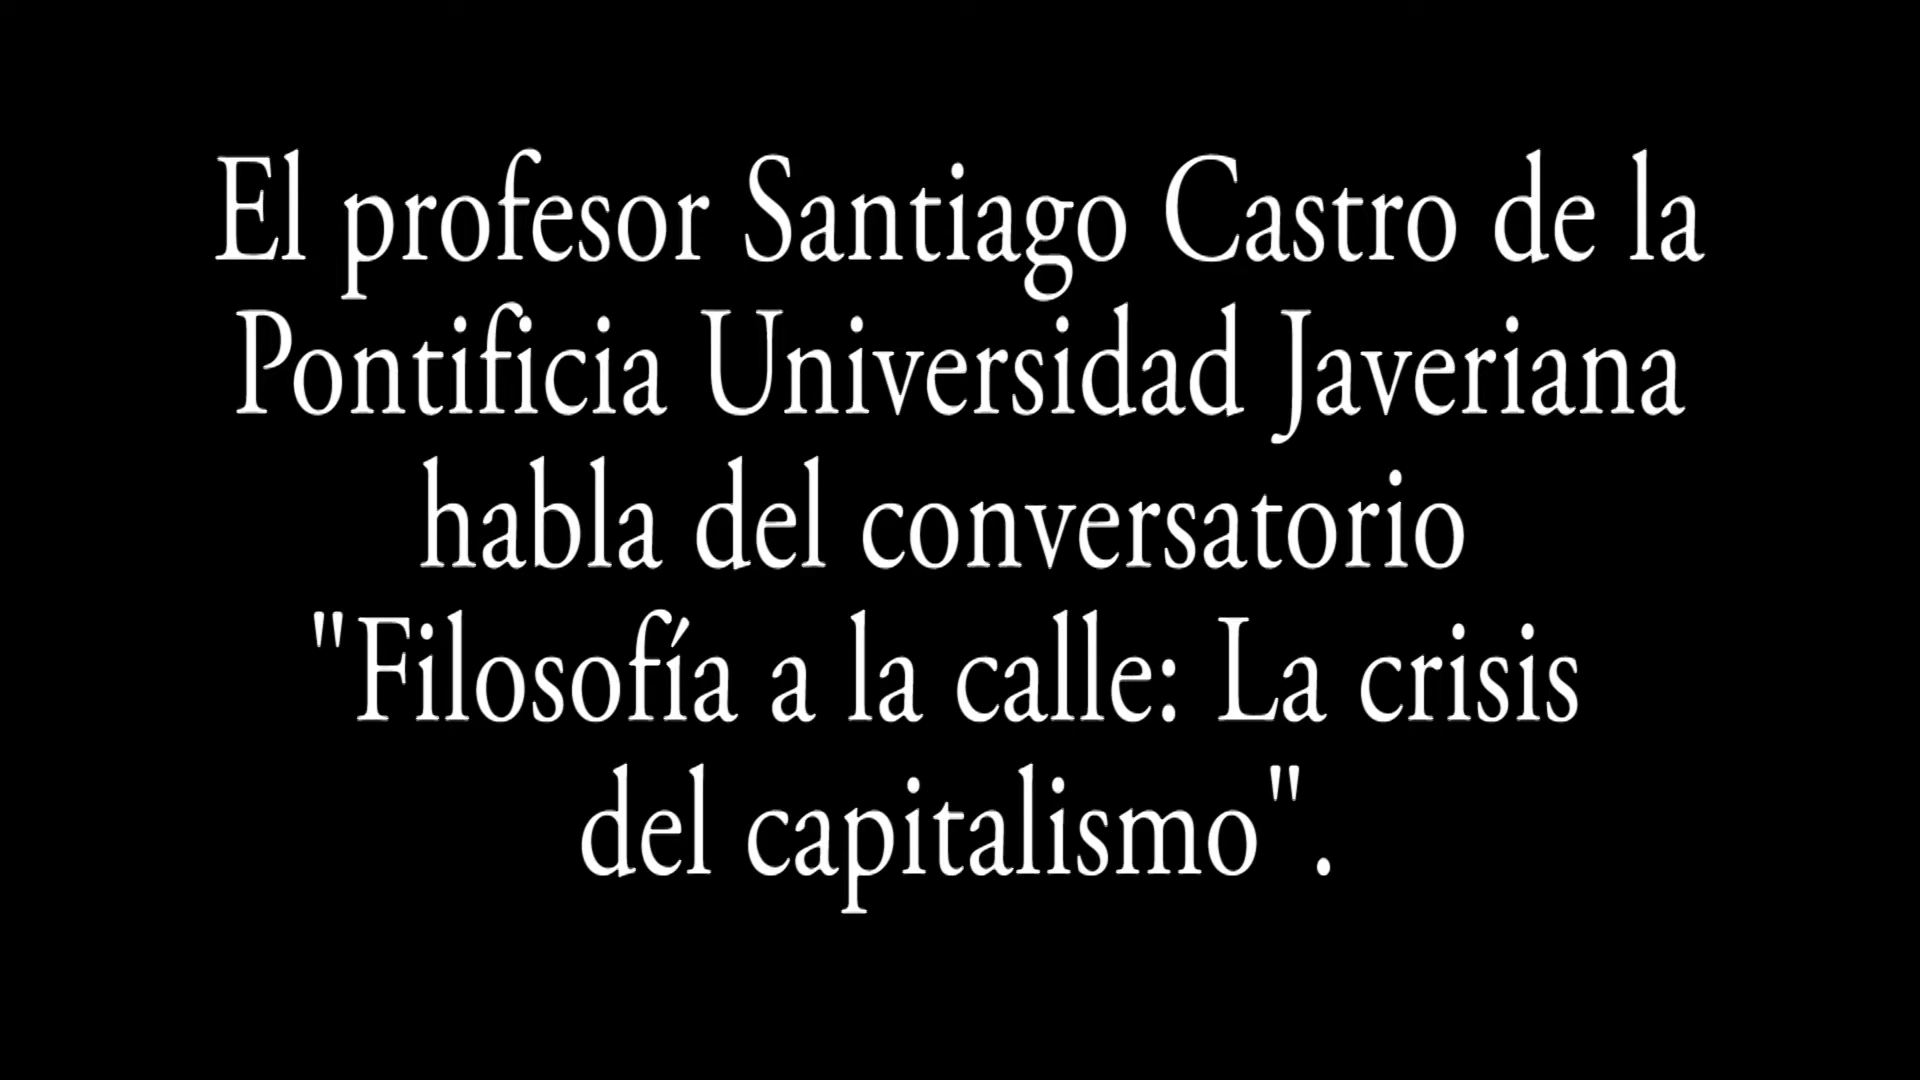 El profesor Santiago Castro de la
Pontificia Universidad Javeriana
habla del conversatorio
"Filosofía a la calle: La crisis
del capitalismo".